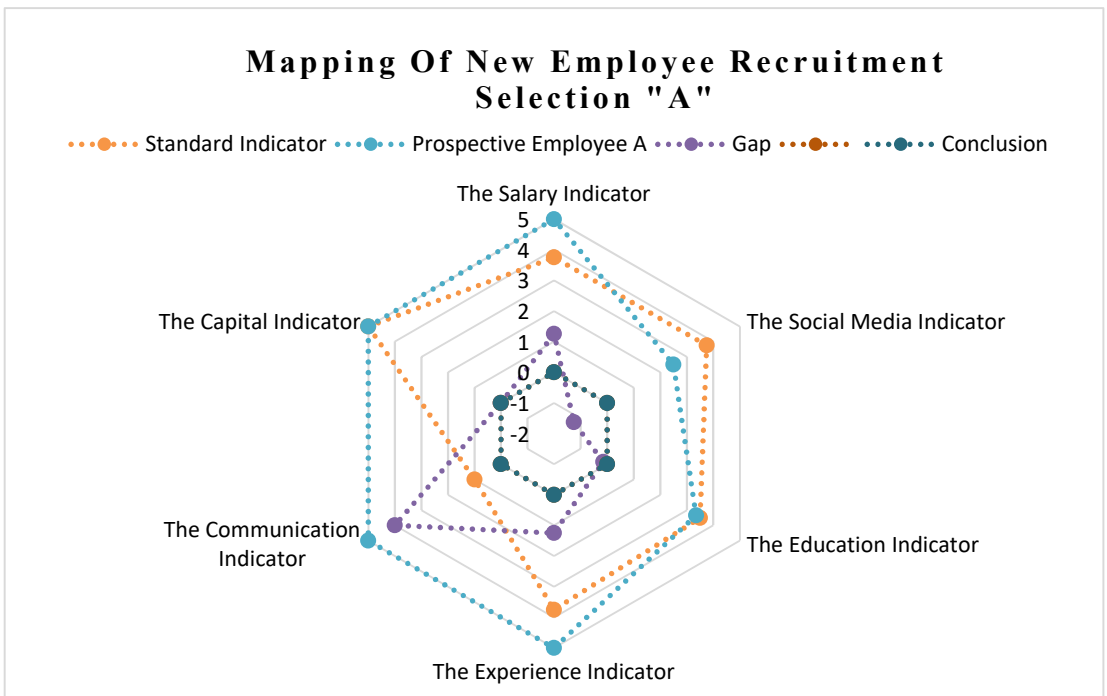 Mapping Of New Employee Recruitment
Selection "A"
Standard Indicator
Prospective Employee A
Gap
Conclusion
The Salary Indicator
5
4
3
2
1
0
-1
-2
The Social Media Indicator
The Education Indicator
The Experience Indicator
The Communication
Indicator
The Capital Indicator